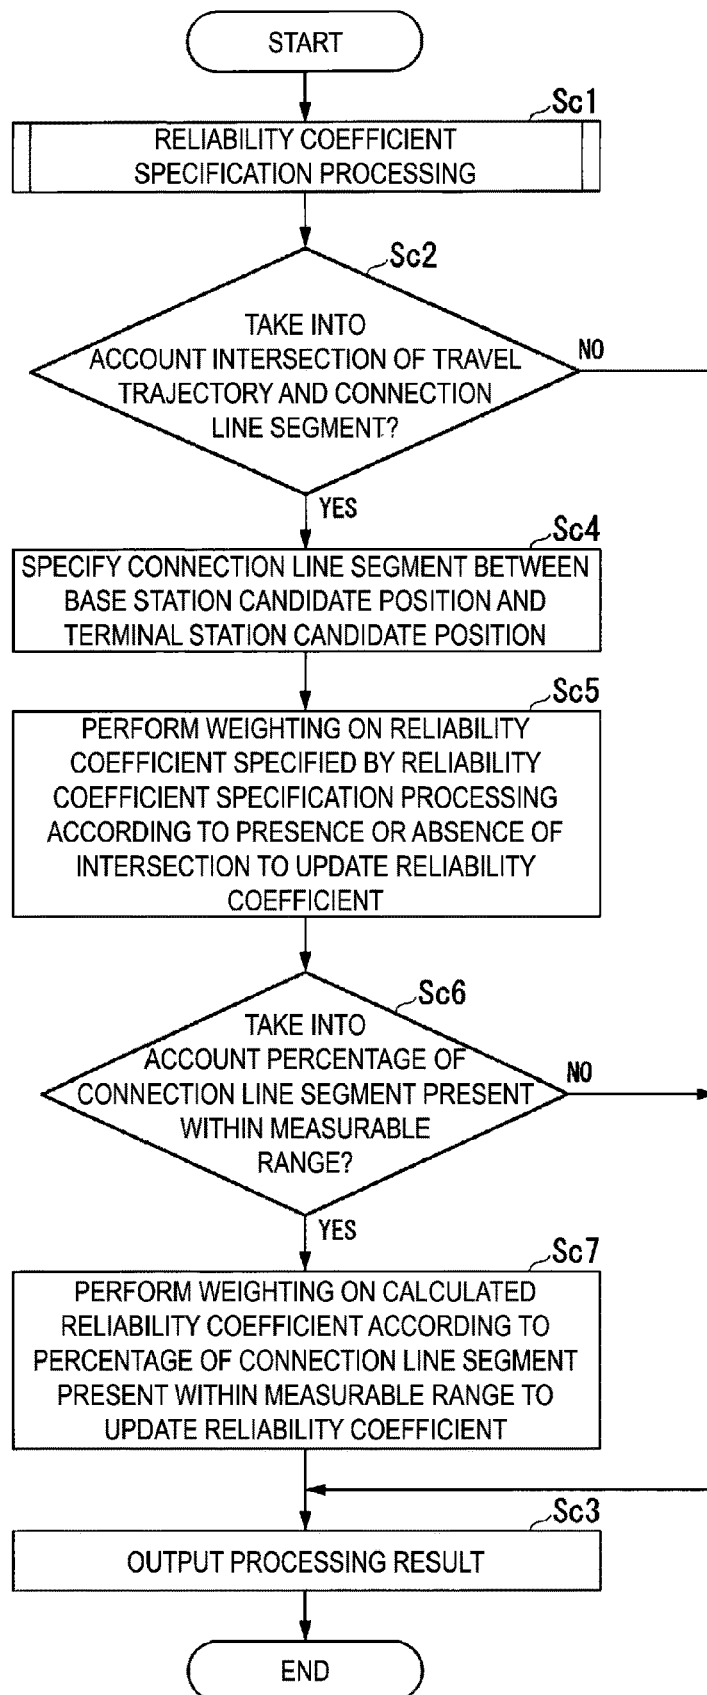 START
Sc1
RELIABILITY COEFFICIENT
SPECIFICATION PROCESSING
Sc2
TAKE INTO
ACCOUNT INTERSECTION OF TRAVEL
TRAJECTORY AND CONNECTION
LINE SEGMENT?
NO
YES
Sc4
SPECIFY CONNECTION LINE SEGMENT BETWEEN
BASE STATION CANDIDATE POSITION AND
TERMINAL STATION CANDIDATE POSITION
Sc5
PERFORM WEIGHTING ON RELIABILITY
COEFFICIENT SPECIFIED BY RELIABILITY
COEFFICIENT SPECIFICATION PROCESSING
ACCORDING TO PRESENCE OR ABSENCE OF
INTERSECTION TO UPDATE RELIABILITY
COEFFICIENT
Sc6
TAKE INTO
ACCOUNT PERCENTAGE OF
CONNECTION LINE SEGMENT PRESENT
WITHIN MEASURABLE
RANGE?
NO
YES
Sc7
PERFORM WEIGHTING ON CALCULATED
RELIABILITY COEFFICIENT ACCORDING TO
PERCENTAGE OF CONNECTION LINE SEGMENT
PRESENT WITHIN MEASURABLE RANGE TO
UPDATE RELIABILITY COEFFICIENT
Sc3
OUTPUT PROCESSING RESULT
END